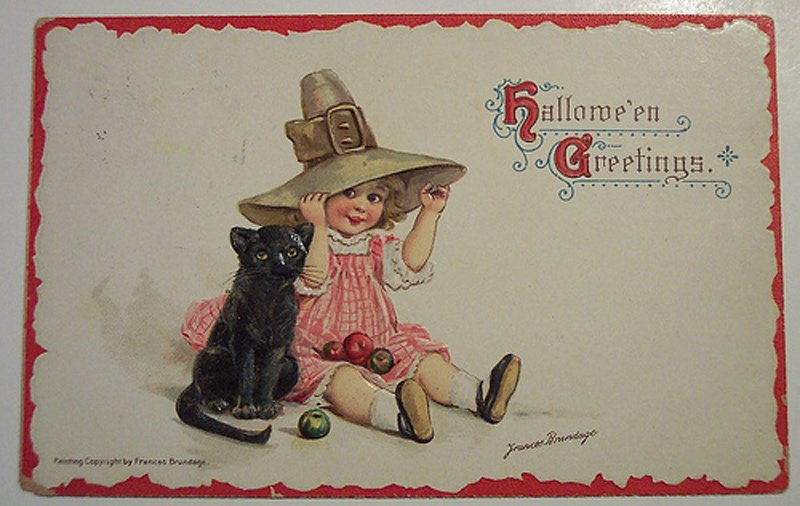 Hallowe'en
Greetings.
Frances Brundage
Painting Copyright by Frances Brundage.